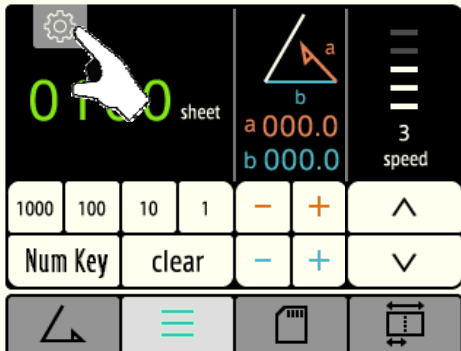 sheet
a
b
a 000.0
b 000.0
3
speed
1000 100 10 1 - +
Num Key clear - +